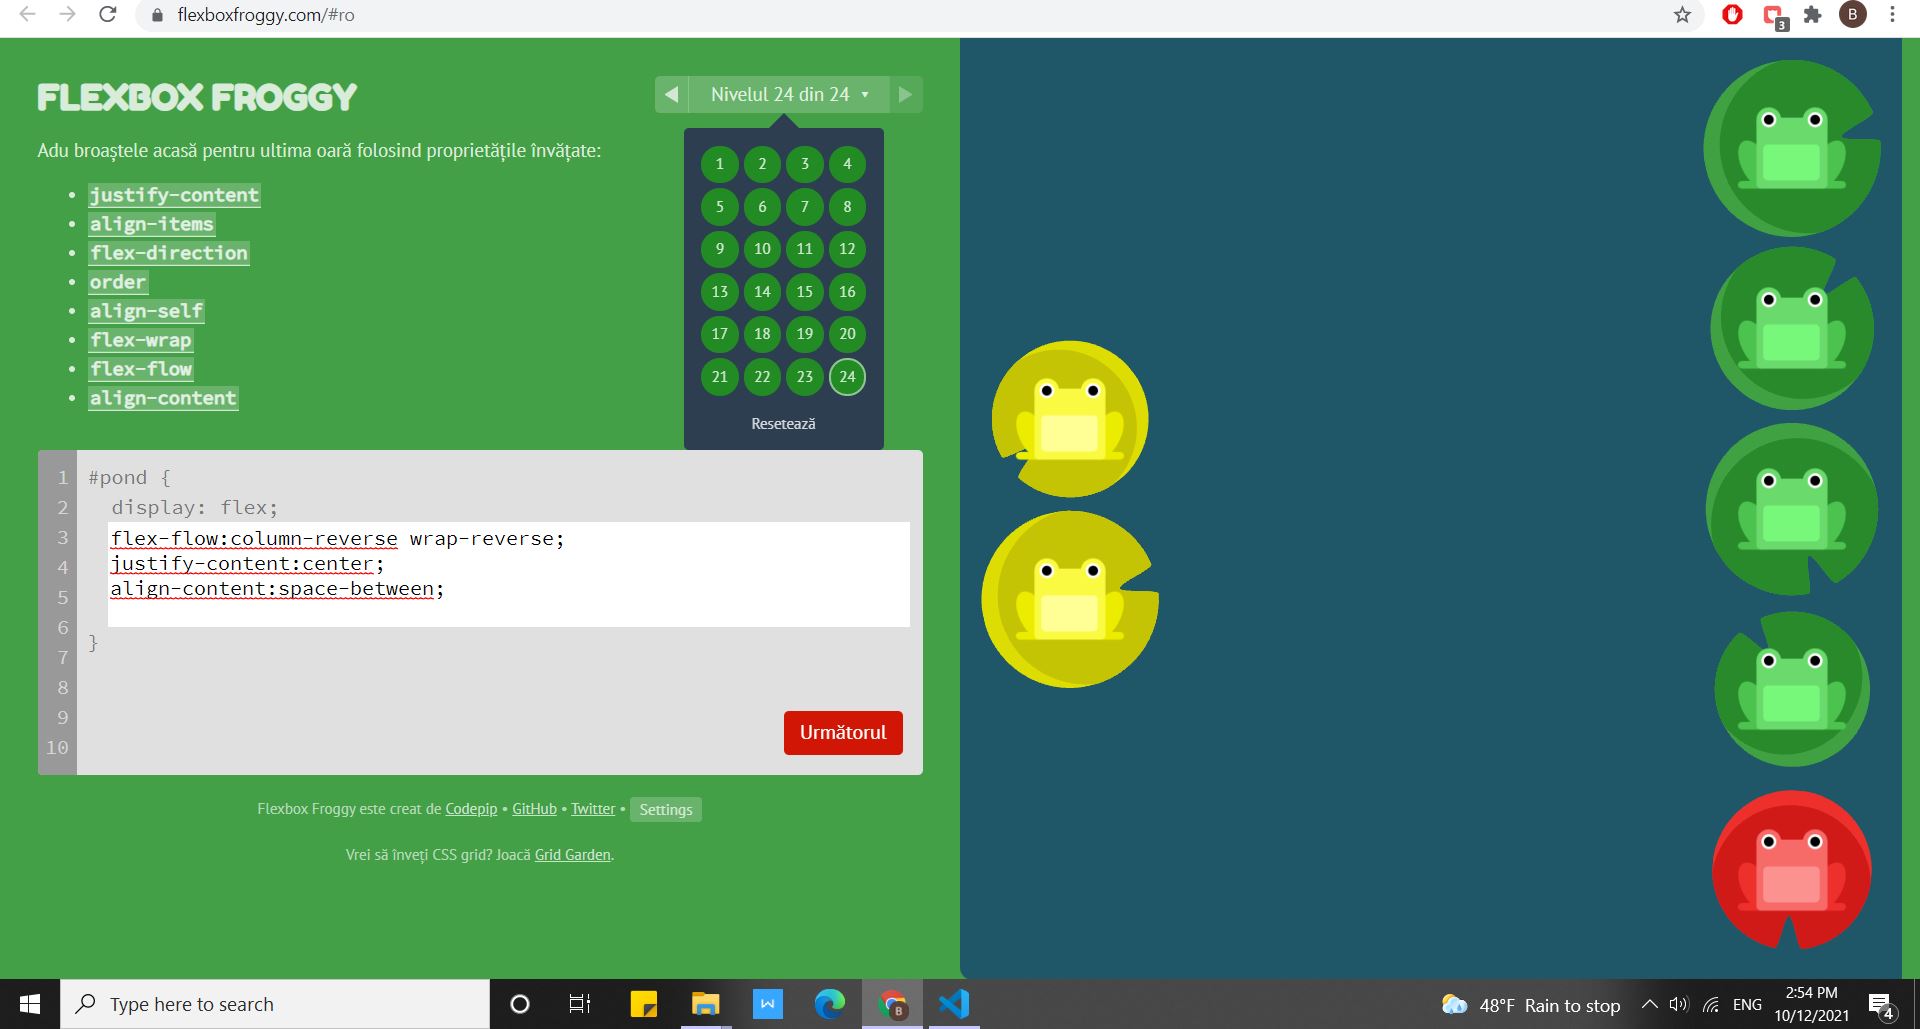 flexboxfroggy.com/#ro
B
3
FLEXBOX FROGGY
Nivelul 24 din 24
Adu broaștele acasă pentru ultima oară folosind proprietățile învățate:
justify-content
align-items
flex-direction
order
align-self
flex-wrap
flex-flow
align-content
1 2 3 4
5 6 7 8
9 10 11 12
13 14 15 16
17 18 19 20
21 22 23 24
Resetează
1 #pond {
2 display: flex;
3 flex-flow:column-reverse wrap-reverse;
4 justify-content:center;
5 align-content:space-between;
6 }
7
8
9
10
Următorul
Flexbox Froggy este creat de Codepip • GitHub • Twitter • Settings
Vrei să înveți CSS grid? Joacă Grid Garden.
Type here to search
W
B
48°F Rain to stop
ENG
2:54 PM
10/12/2021
4